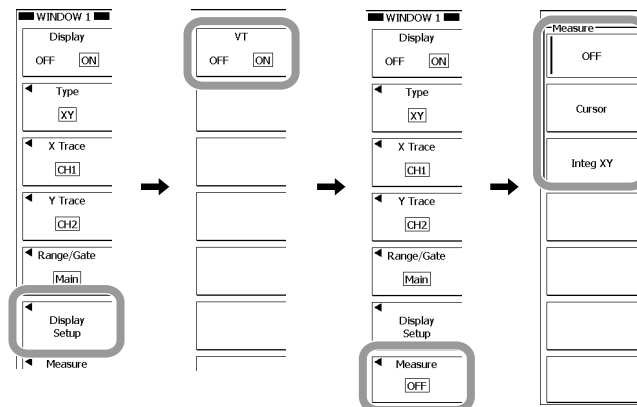 WINDOW 1
Display
OFF ON
Type
XY
X Trace
CH1
Y Trace
CH2
Range/Gate
Main
Display
Setup
Measure
VT
OFF ON
WINDOW 1
Display
OFF ON
Type
XY
X Trace
CH1
Y Trace
CH2
Range/Gate
Main
Display
Setup
Measure
OFF
Measure
OFF
Cursor
Integ XY